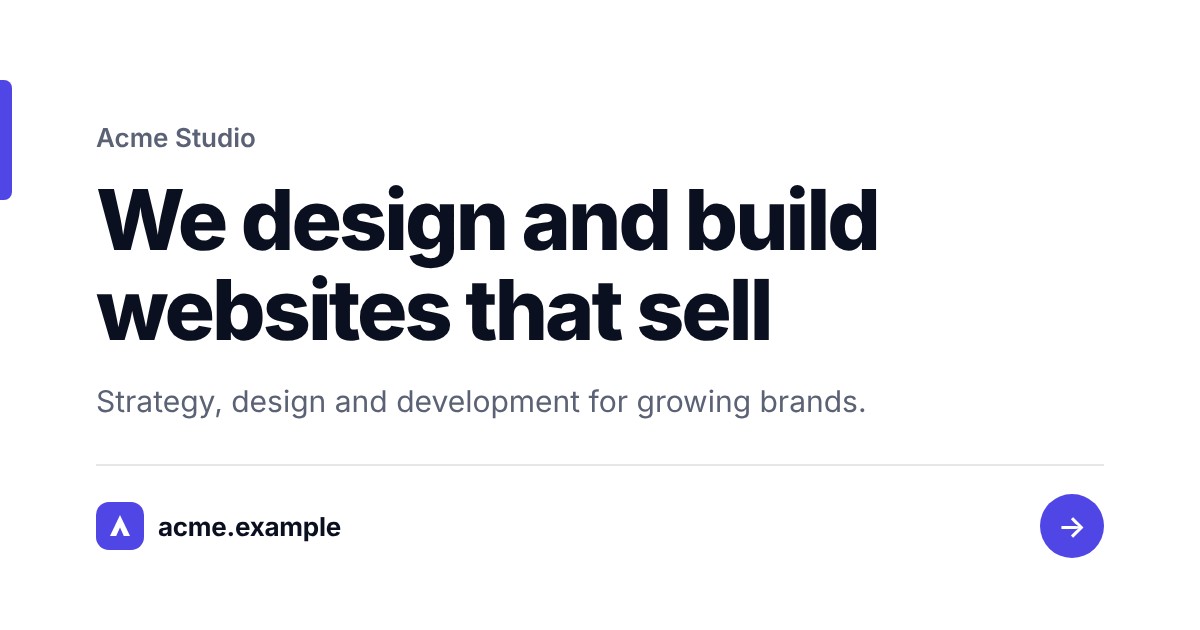 Acme Studio
We design and build
websites that sell
Strategy, design and development for growing brands.
acme.example